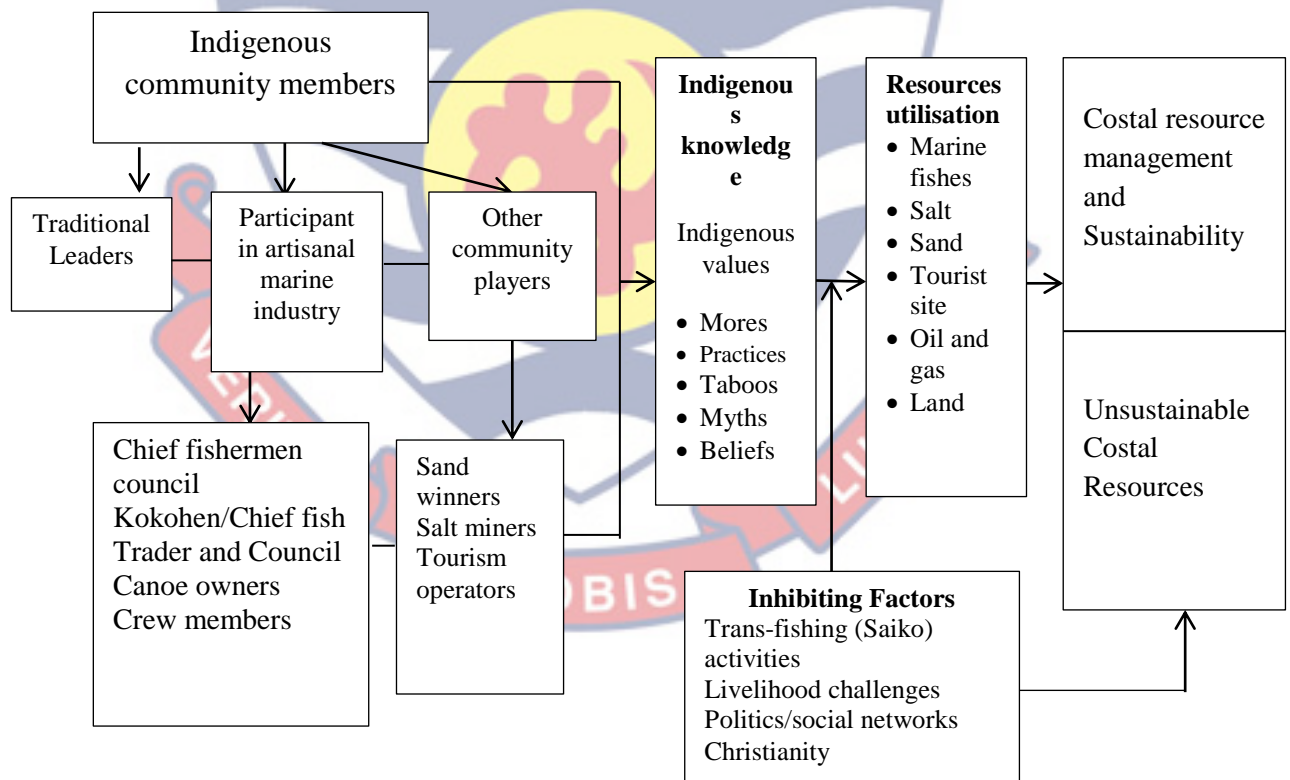 Indigenous
community members
Traditional
Leaders
Participant
in artisanal
marine
industry
Other
community
players
Chief fishermen
council
Kokohen/Chief fish
Trader and Council
Canoe owners
Crew members
Sand
winners
Salt miners
Tourism
operators
Indigenou
s
knowledg
e
Indigenous
values
• Mores
• Practices
• Taboos
• Myths
• Beliefs
Resources
utilisation
• Marine
fishes
• Salt
• Sand
• Tourist
site
• Oil and
gas
• Land
Costal resource
management
and
Sustainability
Unsustainable
Costal
Resources
Inhibiting Factors
Trans-fishing (Saiko)
activities
Livelihood challenges
Politics/social networks
Christianity
OBIS